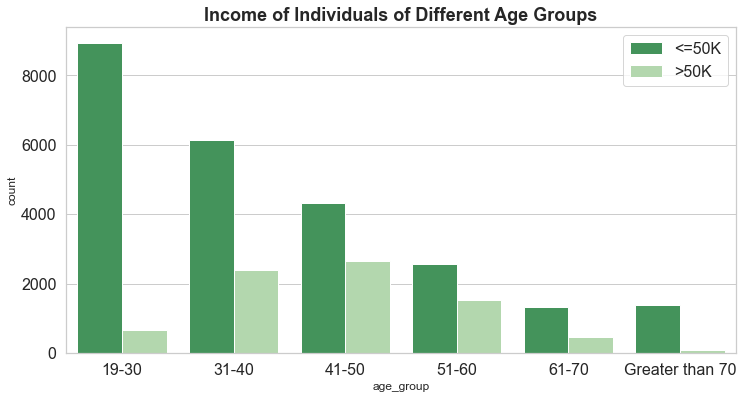 Income of Individuals of Different Age Groups
<=50K
>50K
8000
6000
4000
2000
0
count
19-30 31-40 41-50 51-60 61-70 Greater than 70
age_group